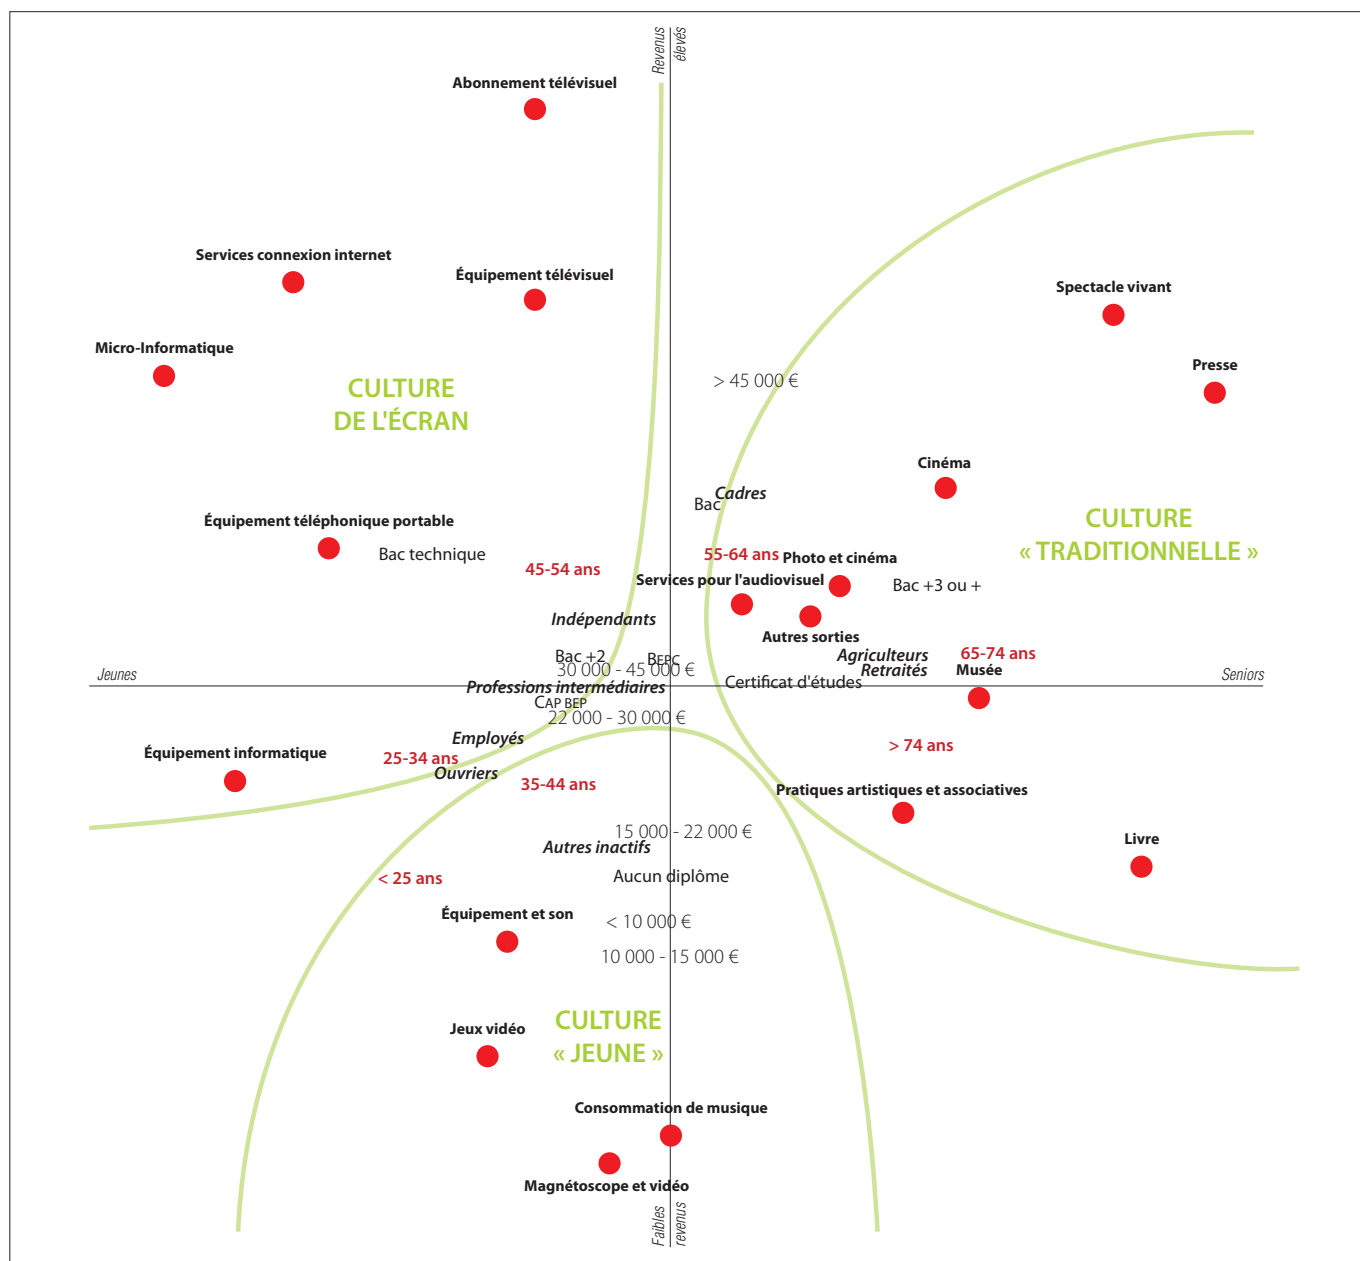 Revenus
élevés
Abonnement télévisuel
Services connexion internet
Équipement télévisuel
Spectacle vivant
Micro-Informatique
Presse
CULTURE
DE L'ÉCRAN
> 45 000 €
Cinéma
Cadres
Bac
CULTURE
« TRADITIONNELLE »
Équipement téléphonique portable
Bac technique
45-54 ans
55-64 ans
Photo et cinéma
Services pour l'audiovisuel
Bac +3 ou +
Indépendants
Autres sorties
Bac +2
BEPC
30 000 - 45 000 €
Agriculteurs
Retraités
65-74 ans
Musée
Jeunes
Seniors
Professions intermédiaires
Certificat d'études
CAP BEP
22 000 - 30 000 €
Employés
> 74 ans
Équipement informatique
25-34 ans
Ouvriers
35-44 ans
Pratiques artistiques et associatives
15 000 - 22 000 €
Livre
Autres inactifs
< 25 ans
Aucun diplôme
Équipement et son
< 10 000 €
10 000 - 15 000 €
CULTURE
« JEUNE »
Jeux vidéo
Consommation de musique
Magnétoscope et vidéo
Faibles
revenus